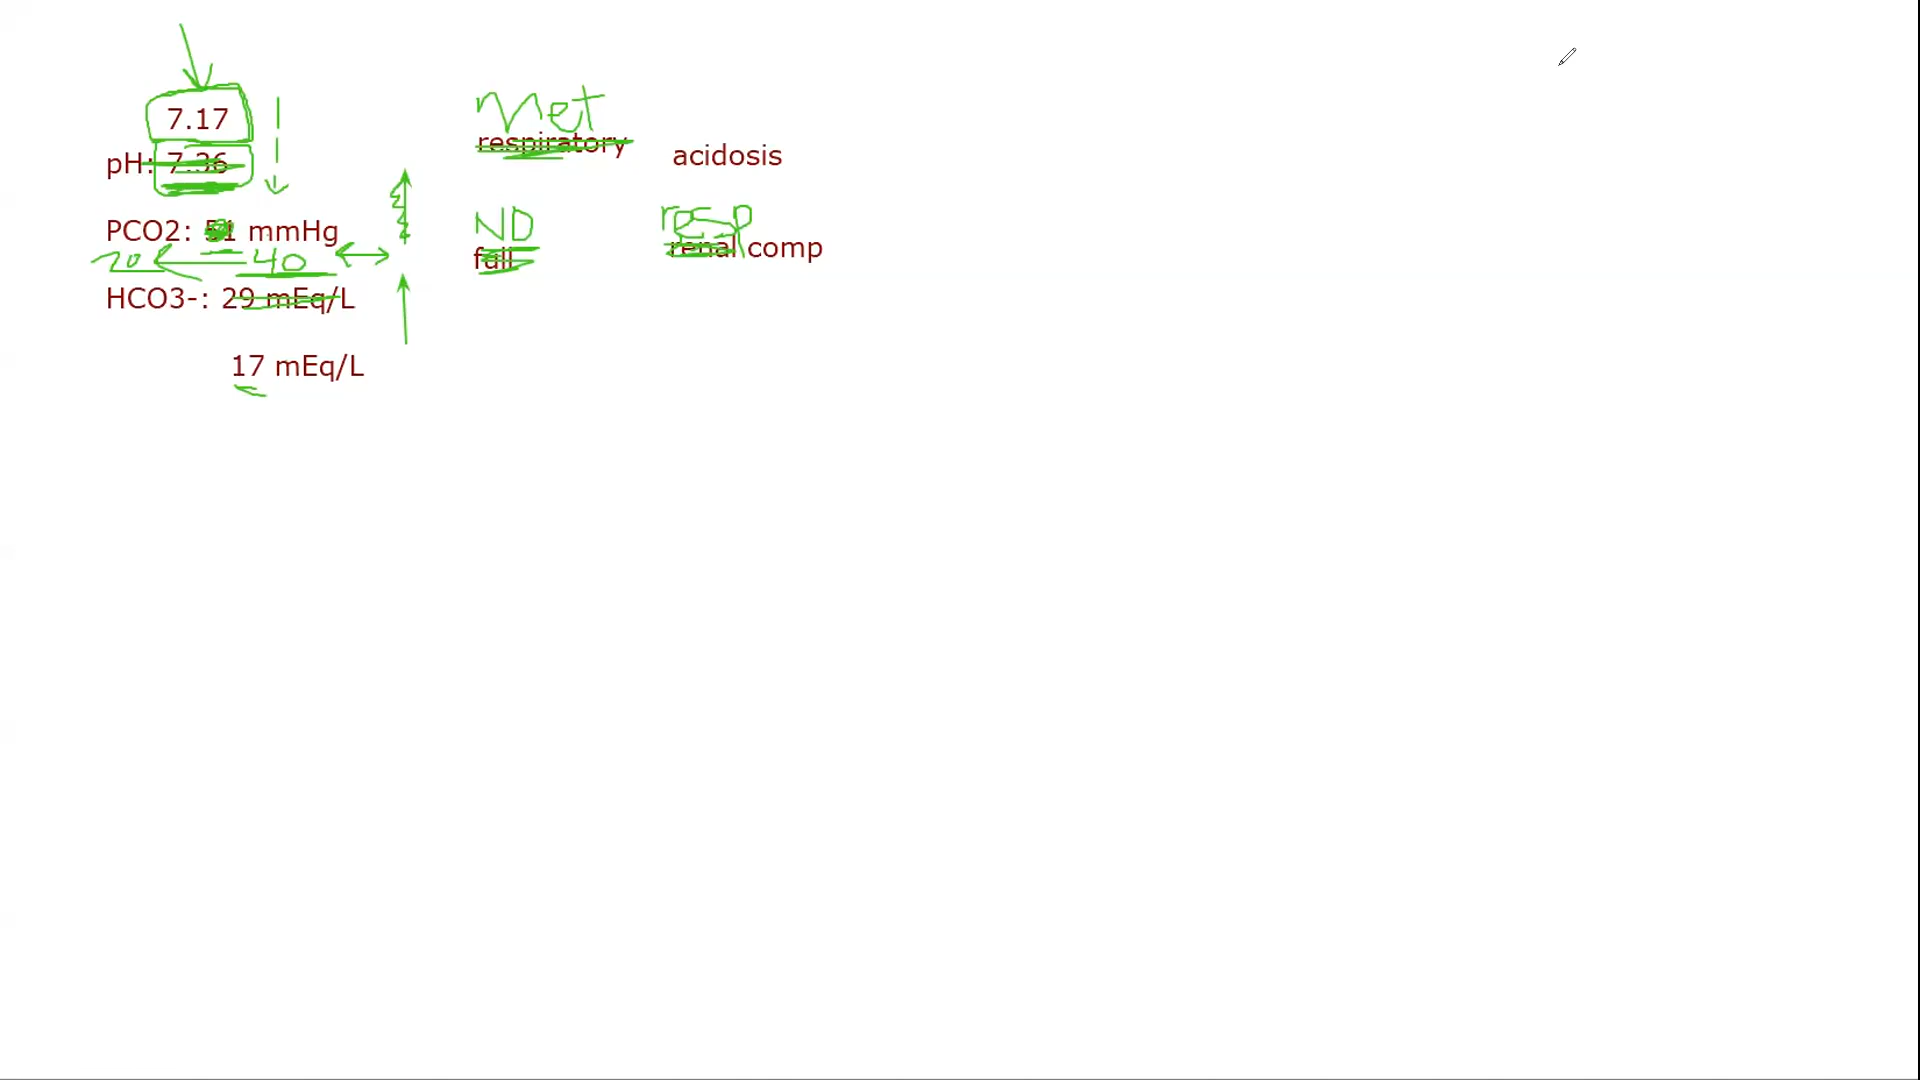 7.17
pH: 7.36
PCO2: 51 mmHg
20 40
HCO3-: 29 mEq/L
17 mEq/L
Met
respiratory acidosis
ND resp
full renal comp